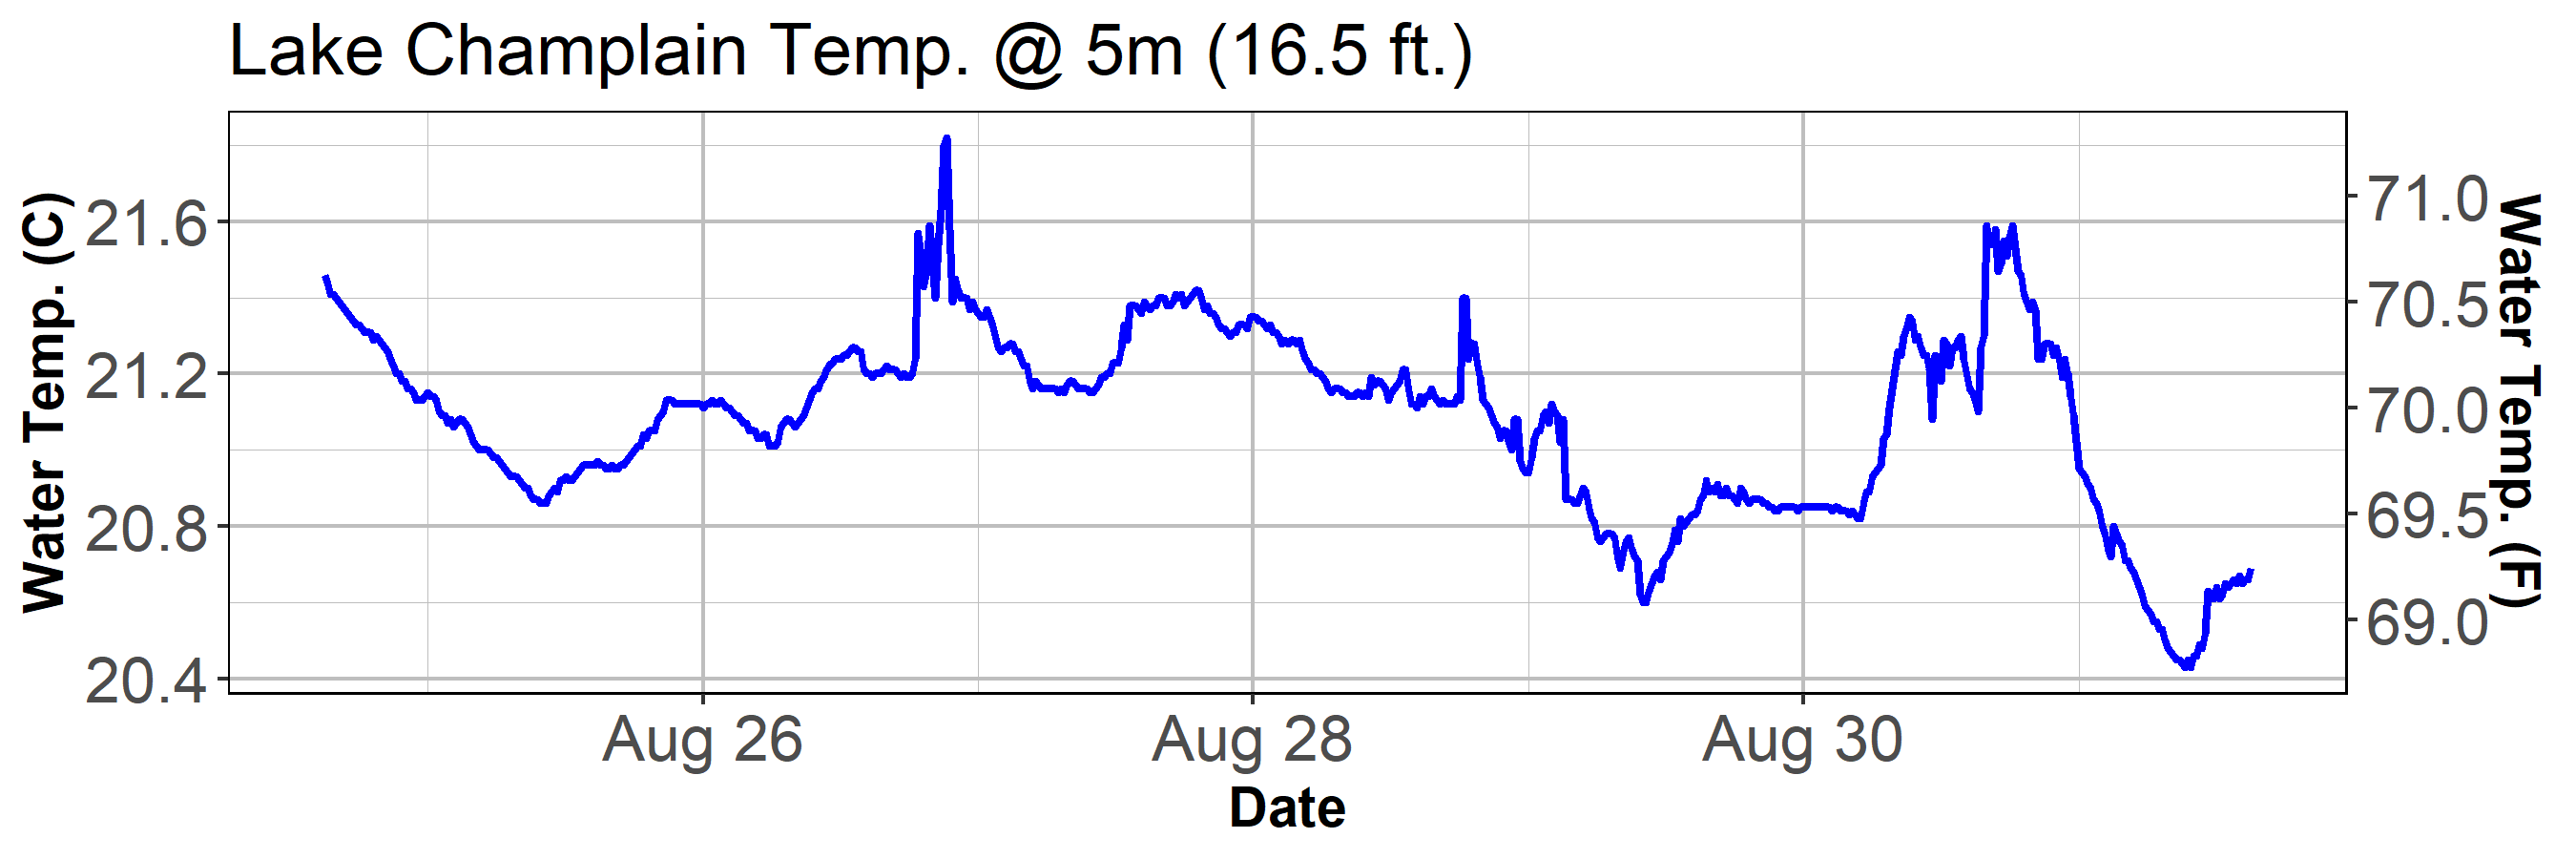 Lake Champlain Temp. @ 5m (16.5 ft.)
Water Temp. (C)
21.6
21.2
20.8
20.4
71.0
70.5
70.0
69.5
69.0
Water Temp. (F)
Aug 26
Aug 28
Aug 30
Date